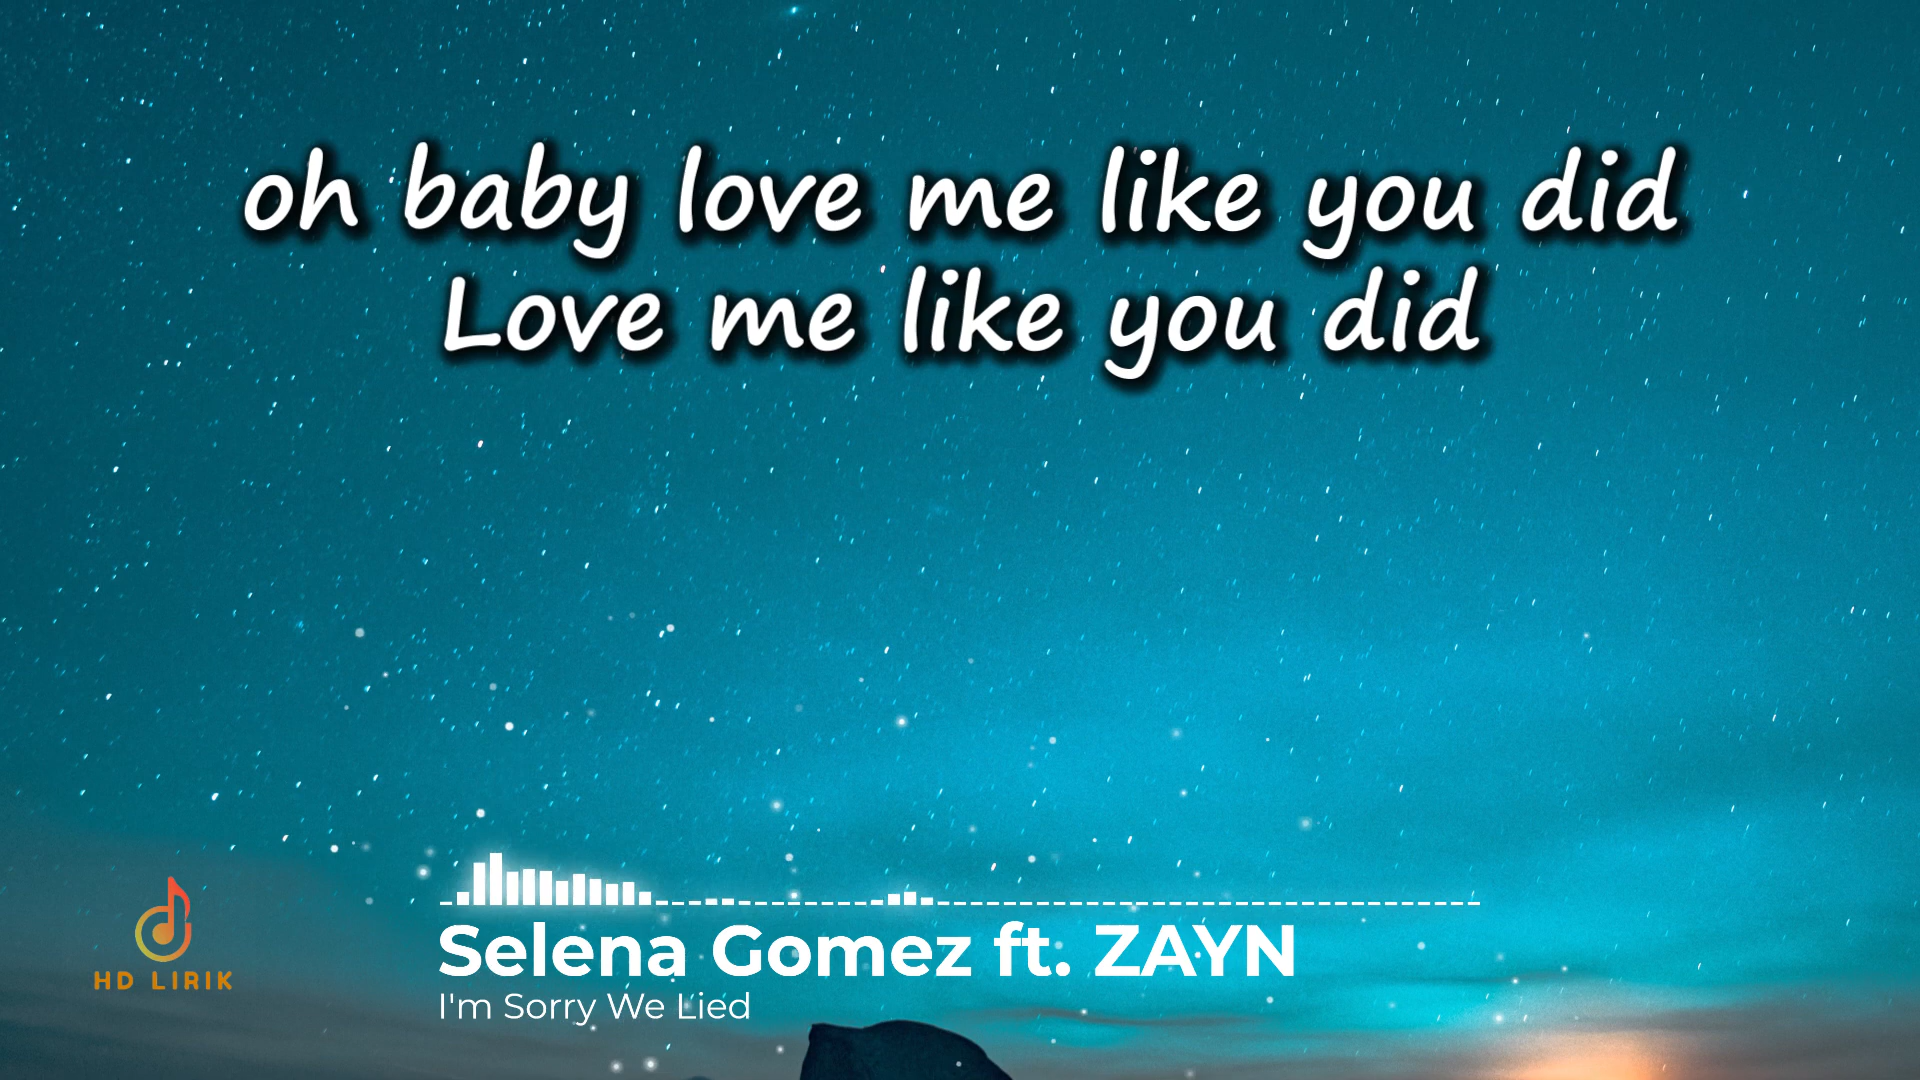 oh baby love me like you did
Love me like you did
Selena Gomez ft. ZAYN
I'm Sorry We Lied
HD LIRIK